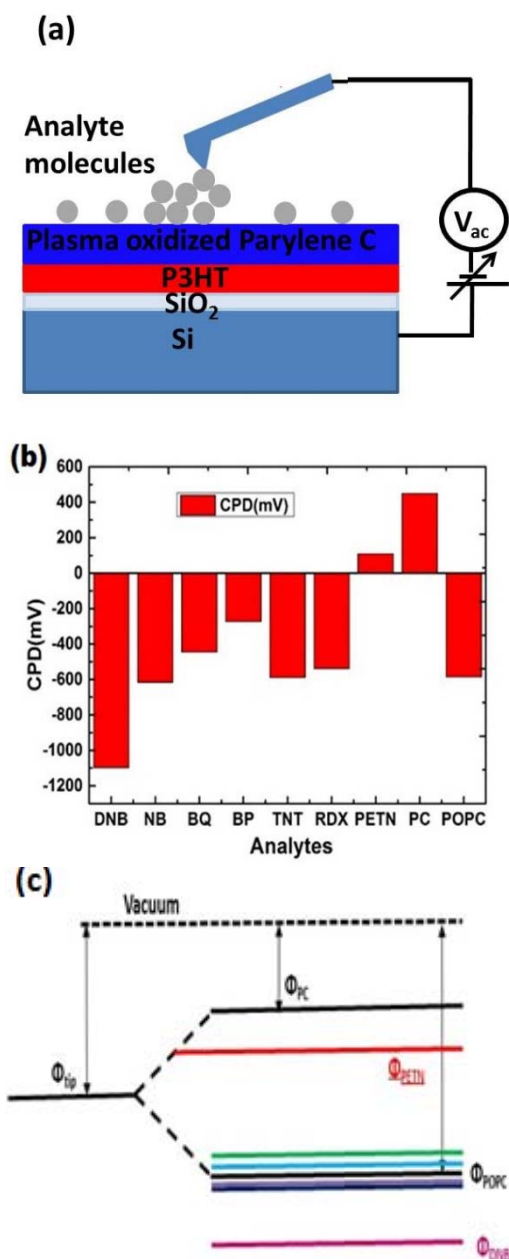 (a)
Analyte
molecules
Plasma oxidized Parylene C
P3HT
SiO₂
Si
Vac
(b)
600
400
200
0
-200
-400
-600
-800
-1000
-1200
CPD(mV)
CPD(mV)
DNB NB BQ BP TNT RDX PETN PC POPC
Analytes
(c)
Vacuum
Φtip
ΦPC
ΦPETN
ΦPOPC
ΦDNB